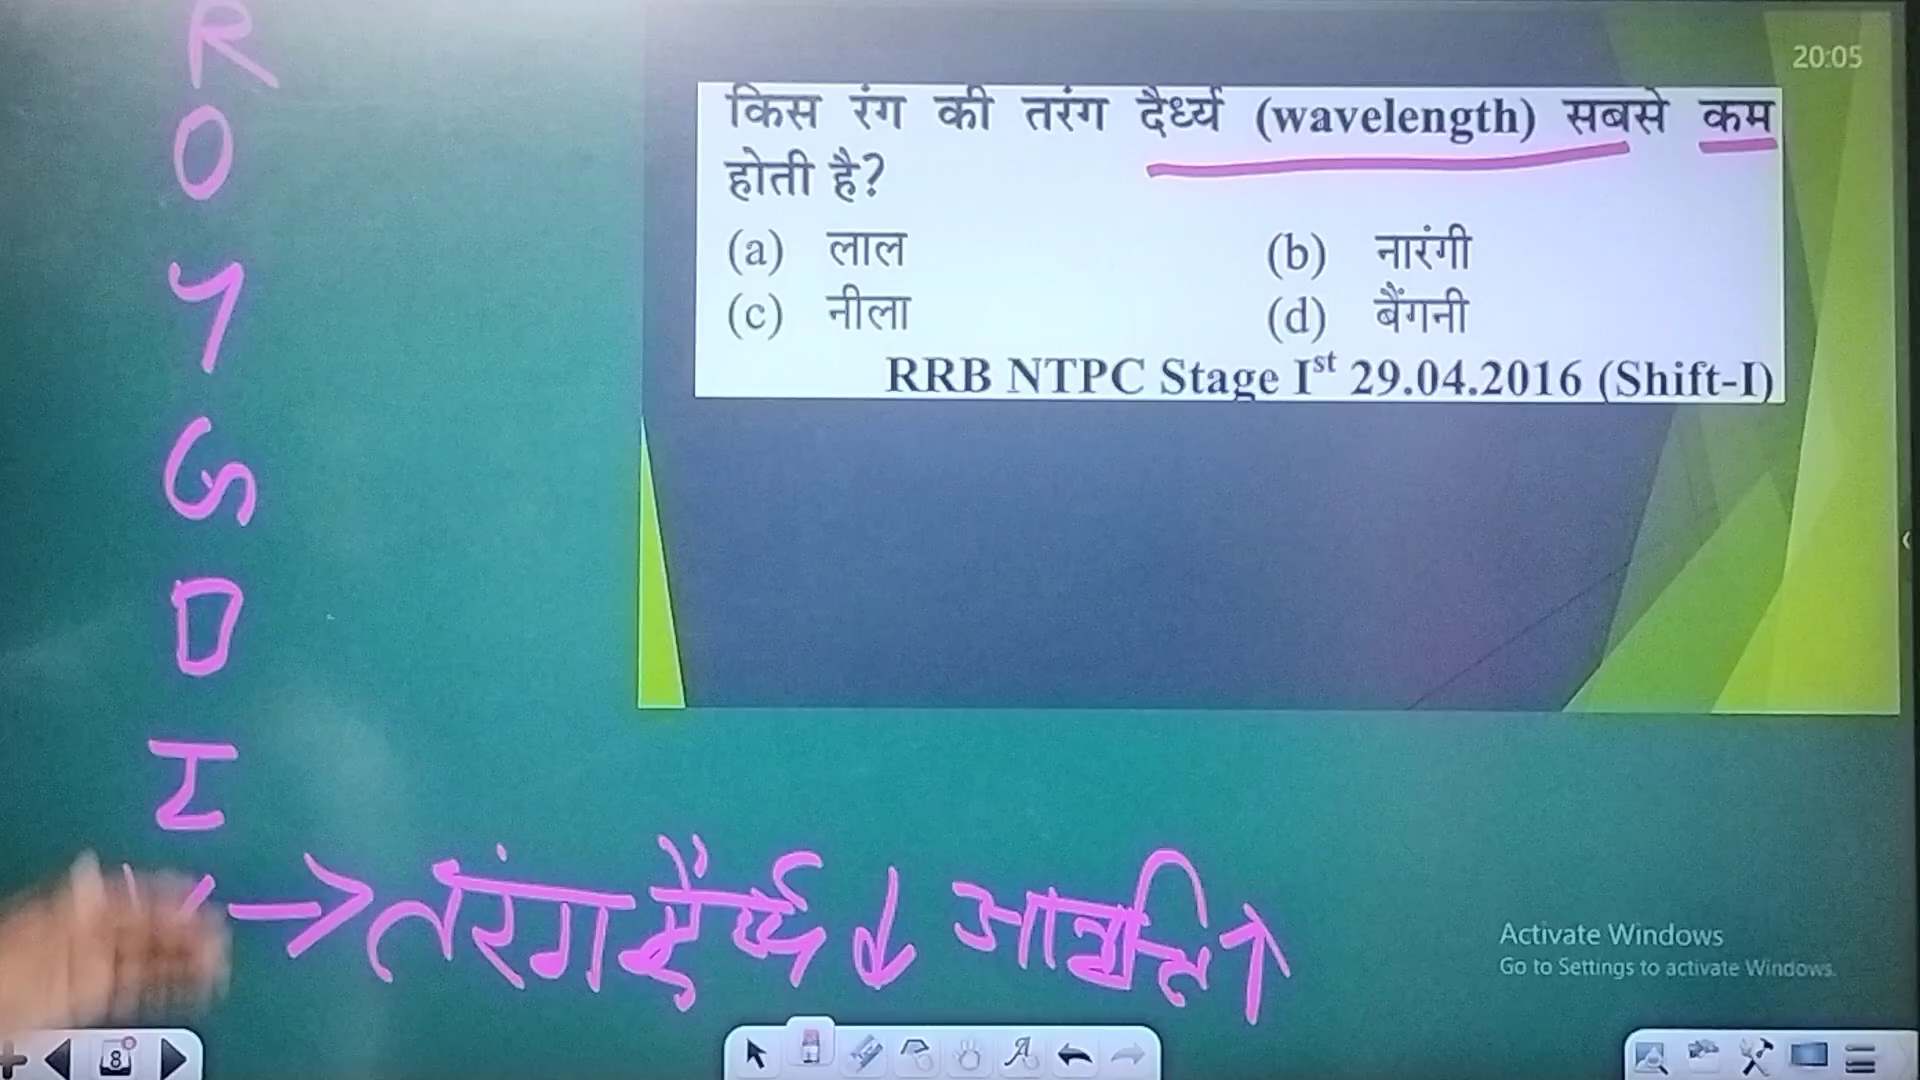 R
O
Y
G
20:05
किस रंग की तरंग दैर्ध्य (wavelength) सबसे कम
होती है?
(a) लाल (b) नारंगी
(c) नीला (d) बैंगनी
RRB NTPC Stage Ist 29.04.2016 (Shift-I)
I
→ तरंगदैर्ध्य ↓ आवृत्ति ↑
Activate Windows
Go to Settings to activate Windows.
8